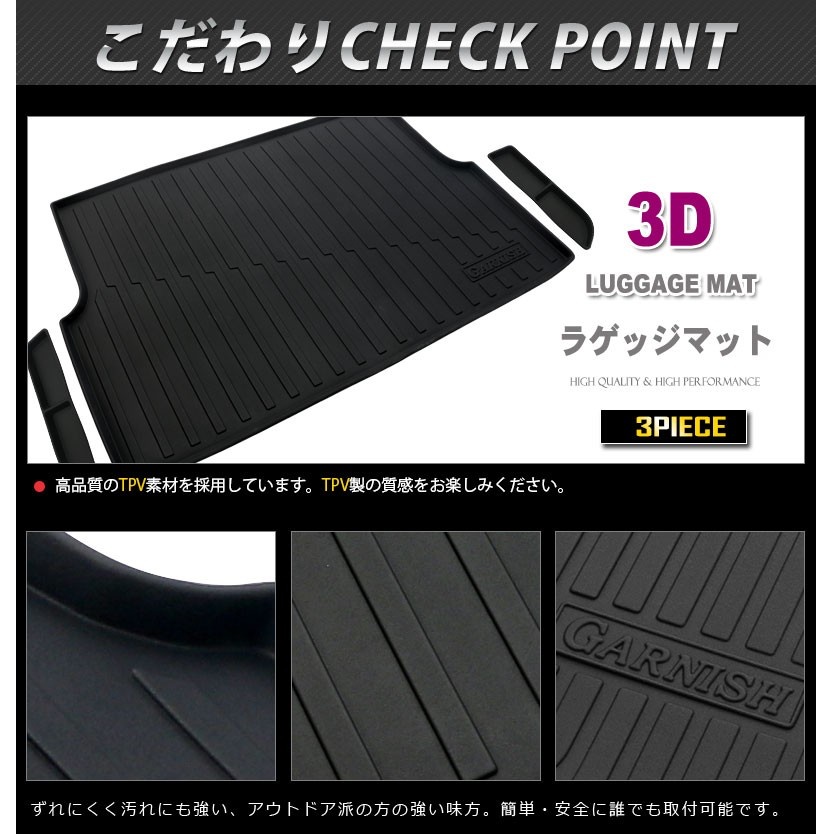 こだわりCHECK POINT
GARNISH
3D
LUGGAGE MAT
ラゲッジマット
HIGH QUALITY & HIGH PERFORMANCE
3PIECE
高品質のTPV素材を採用しています。TPV製の質感をお楽しみください。
GARNISH
ずれにくく汚れにも強い、アウトドア派の方の強い味方。簡単・安全に誰でも取付可能です。